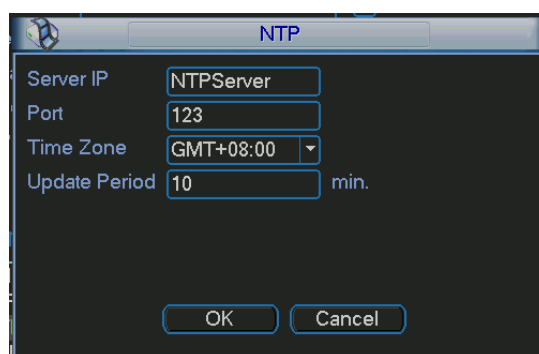 NTP
Server IP NTPServer
Port 123
Time Zone GMT+08:00
Update Period 10 min.
OK Cancel